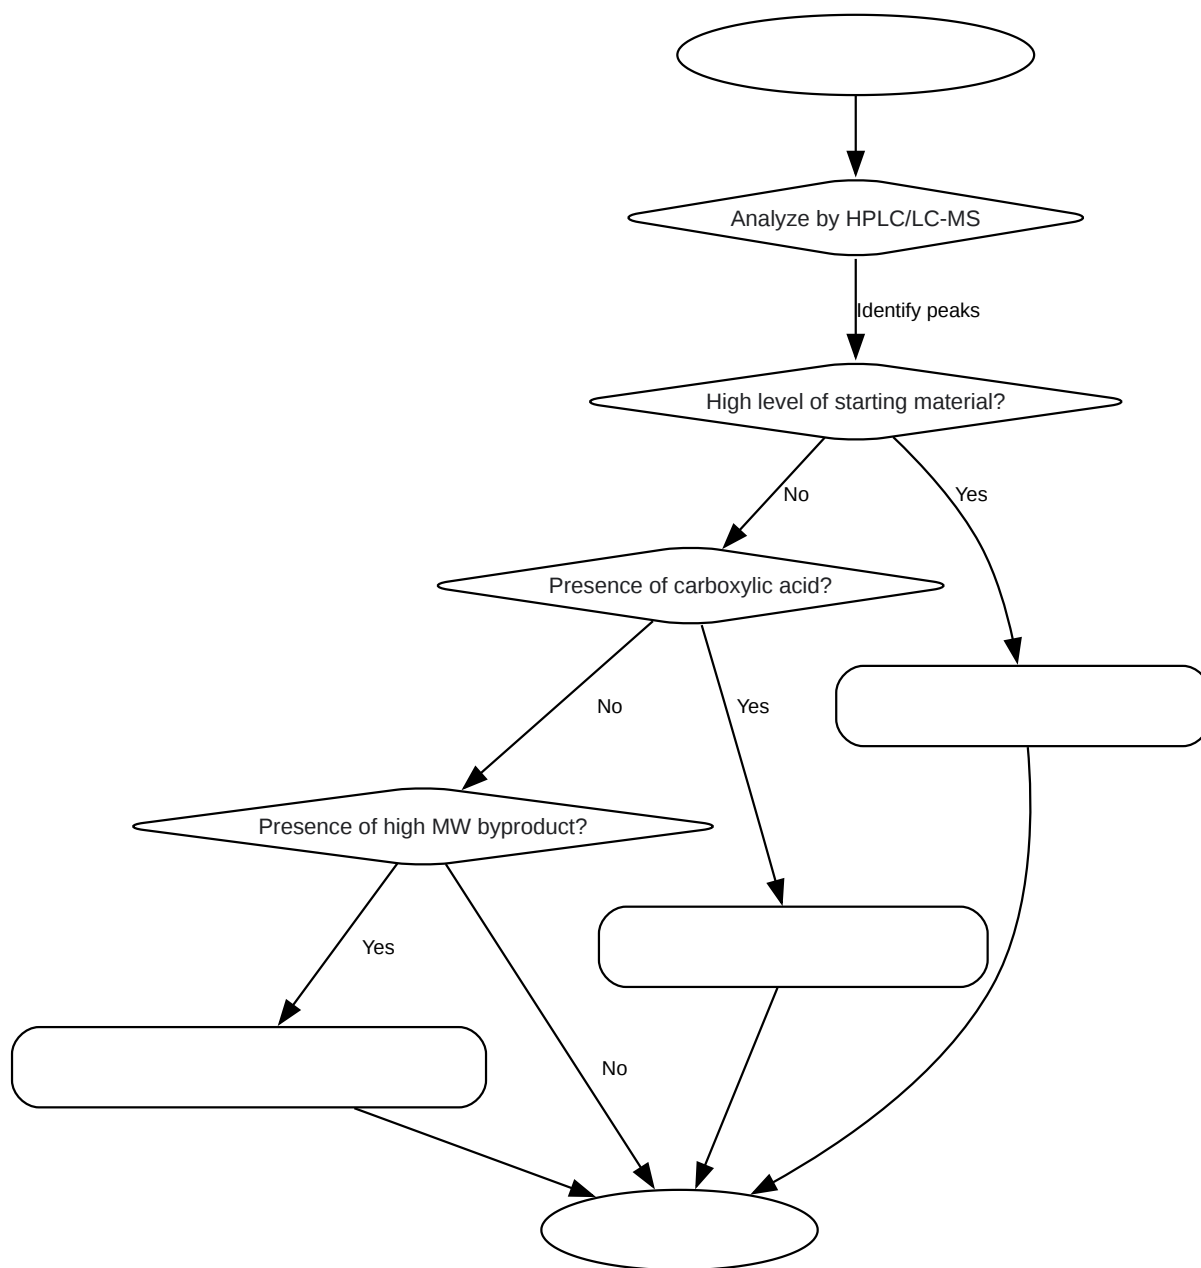 Analyze by HPLC/LC-MS
Identify peaks
High level of starting material?
No
Yes
Presence of carboxylic acid?
No
Yes
Presence of high MW byproduct?
Yes
No